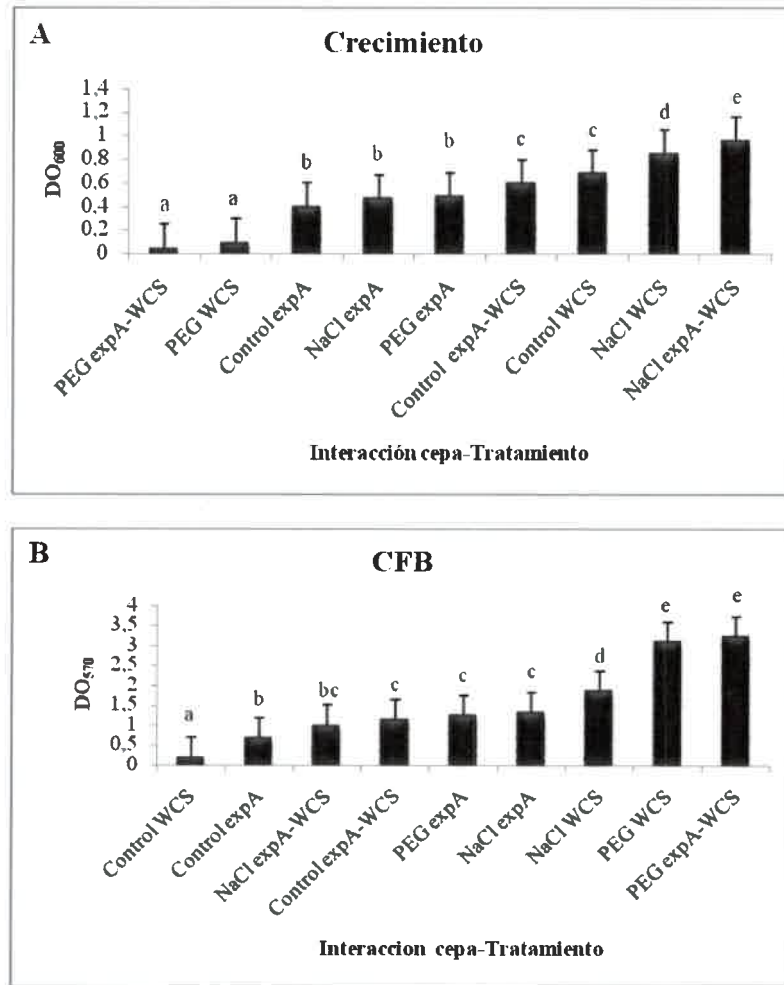 A
Crecimiento
1,4
1,2
1
0,8
0,6
0,4
0,2
0
DO600
a
a
b
b
b
c
c
d
e
PEG expA-WCS
PEG WCS
Control expA
NaCl expA
PEG expA
Control expA-WCS
Control WCS
NaCl WCS
NaCl expA-WCS
Interacción cepa-Tratamiento
B
CFB
4
3,5
3
2,5
2
1,5
1
0,5
0
DO570
a
b
bc
c
c
c
d
e
e
Control WCS
Control expA
NaCl expA-WCS
Control expA-WCS
PEG expA
NaCl expA
NaCl WCS
PEG WCS
PEG expA-WCS
Interaccion cepa-Tratamiento